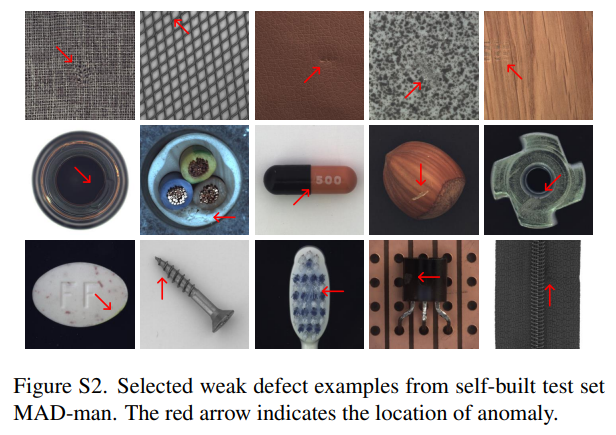 500
FF
Figure S2. Selected weak defect examples from self-built test set
MAD-man. The red arrow indicates the location of anomaly.